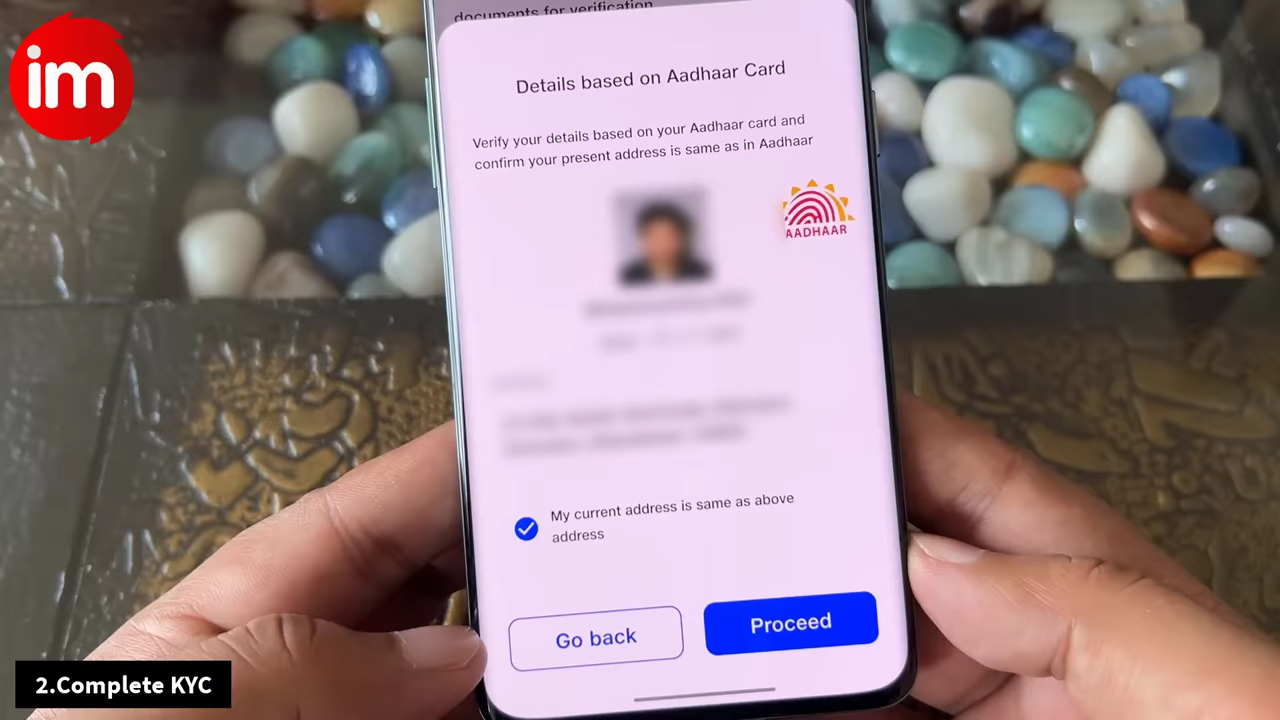 im
documents for verification
Details based on Aadhaar Card
Verify your details based on your Aadhaar card and
confirm your present address is same as in Aadhaar
AADHAAR
My current address is same as above
address
Go back
Proceed
2.Complete KYC